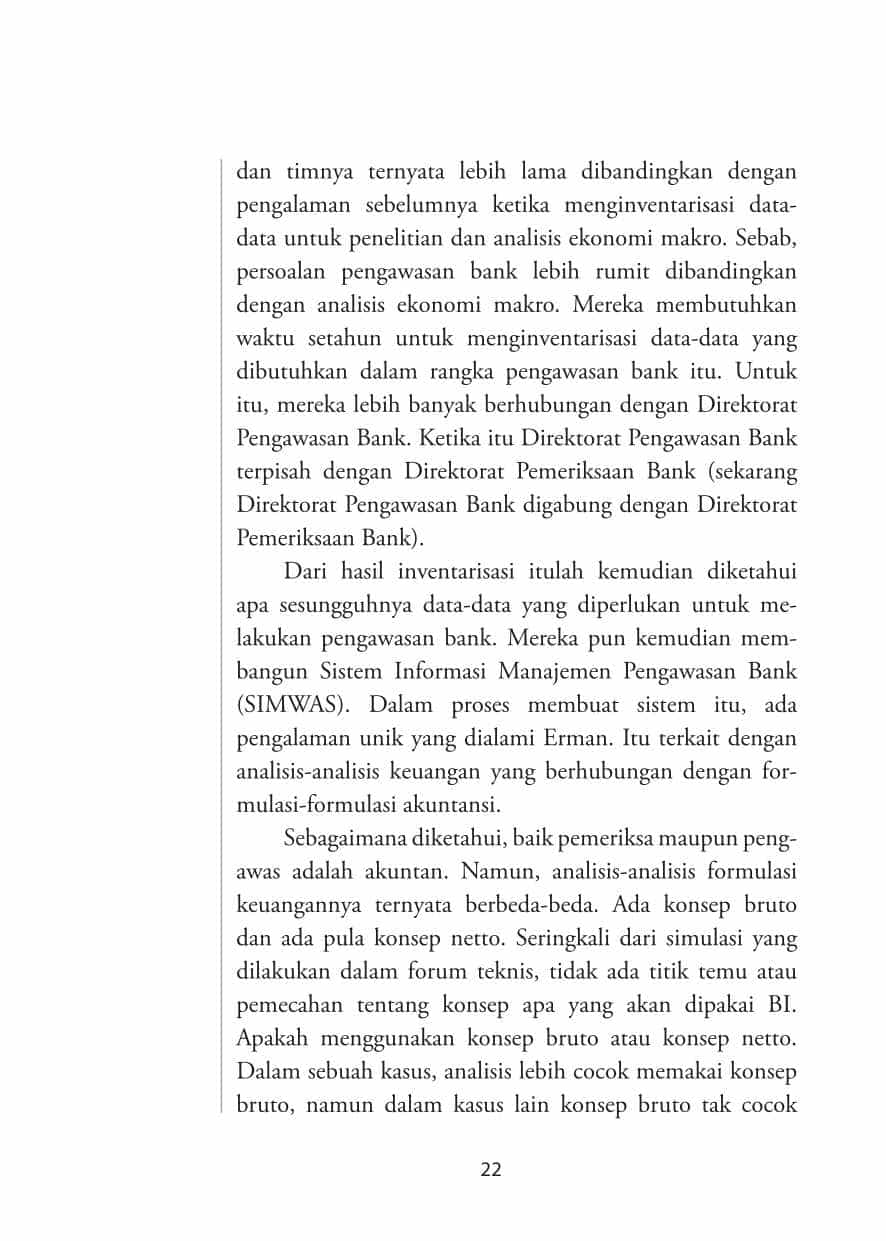 dan timnya ternyata lebih lama dibandingkan dengan
pengalaman sebelumnya ketika menginventarisasi data-
data untuk penelitian dan analisis ekonomi makro. Sebab,
persoalan pengawasan bank lebih rumit dibandingkan
dengan analisis ekonomi makro. Mereka membutuhkan
waktu setahun untuk menginventarisasi data-data yang
dibutuhkan dalam rangka pengawasan bank itu. Untuk
itu, mereka lebih banyak berhubungan dengan Direktorat
Pengawasan Bank. Ketika itu Direktorat Pengawasan Bank
terpisah dengan Direktorat Pemeriksaan Bank (sekarang
Direktorat Pengawasan Bank digabung dengan Direktorat
Pemeriksaan Bank).
Dari hasil inventarisasi itulah kemudian diketahui
apa sesungguhnya data-data yang diperlukan untuk me-
lakukan pengawasan bank. Mereka pun kemudian mem-
bangun Sistem Informasi Manajemen Pengawasan Bank
(SIMWAS). Dalam proses membuat sistem itu, ada
pengalaman unik yang dialami Erman. Itu terkait dengan
analisis-analisis keuangan yang berhubungan dengan for-
mulasi-formulasi akuntansi.
Sebagaimana diketahui, baik pemeriksa maupun peng-
awas adalah akuntan. Namun, analisis-analisis formulasi
keuangannya ternyata berbeda-beda. Ada konsep bruto
dan ada pula konsep netto. Seringkali dari simulasi yang
dilakukan dalam forum teknis, tidak ada titik temu atau
pemecahan tentang konsep apa yang akan dipakai BI.
Apakah menggunakan konsep bruto atau konsep netto.
Dalam sebuah kasus, analisis lebih cocok memakai konsep
bruto, namun dalam kasus lain konsep bruto tak cocok
22